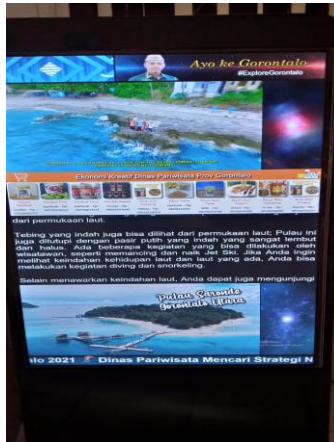 Ayo ke Gorontalo
#ExploreGorontalo
Ekonomi Kreatif Dinas Pariwisata Prov Gorontalo
dari permukaan laut.
Tebing yang indah juga bisa dilihat dari permukaan laut; Pulau ini
juga ditutupi dengan pasir putih yang indah yang sangat lembut
dan halus. Ada beberapa kegiatan yang bisa dilakukan oleh
wisatawan, seperti memancing dan naik Jet Ski. Jika Anda ingin
melihat keindahan kehidupan laut dan laut yang ada, Anda bisa
melakukan kegiatan diving dan snorkeling.
Selain menawarkan keindahan laut, Anda dapat juga mengunjungi
Pulau Saronde
Gorontalo Utara
alo 2021 Dinas Pariwisata Mencari Strategi N